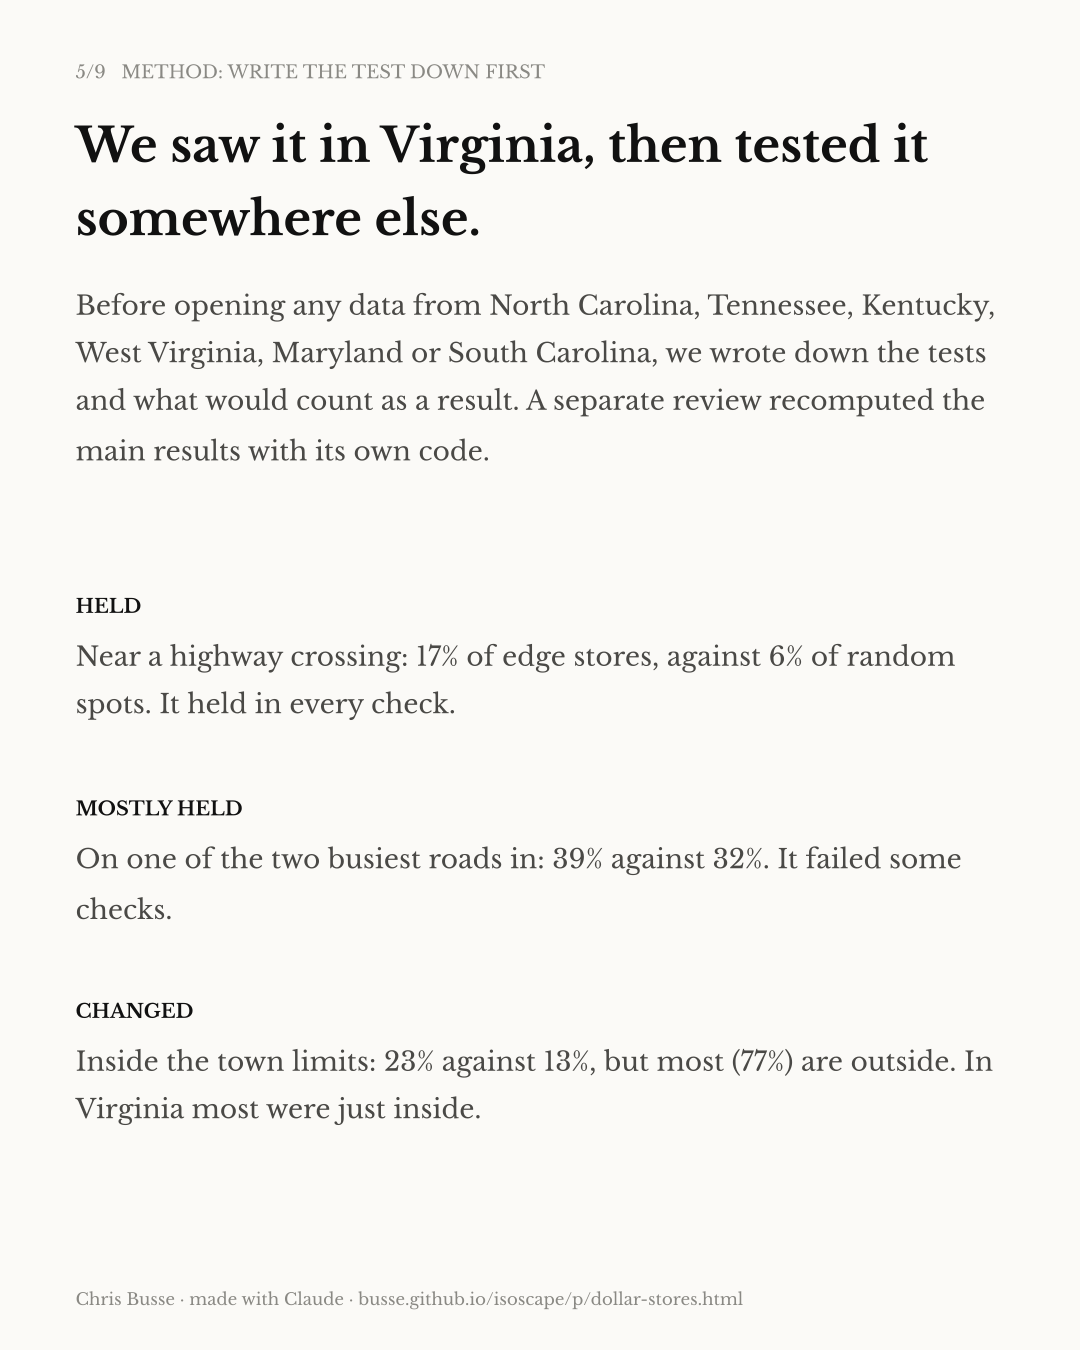 5/9 METHOD: WRITE THE TEST DOWN FIRST
We saw it in Virginia, then tested it
somewhere else.
Before opening any data from North Carolina, Tennessee, Kentucky,
West Virginia, Maryland or South Carolina, we wrote down the tests
and what would count as a result. A separate review recomputed the
main results with its own code.
HELD
Near a highway crossing: 17% of edge stores, against 6% of random
spots. It held in every check.
MOSTLY HELD
On one of the two busiest roads in: 39% against 32%. It failed some
checks.
CHANGED
Inside the town limits: 23% against 13%, but most (77%) are outside. In
Virginia most were just inside.
Chris Busse · made with Claude · busse.github.io/isoscape/p/dollar-stores.html